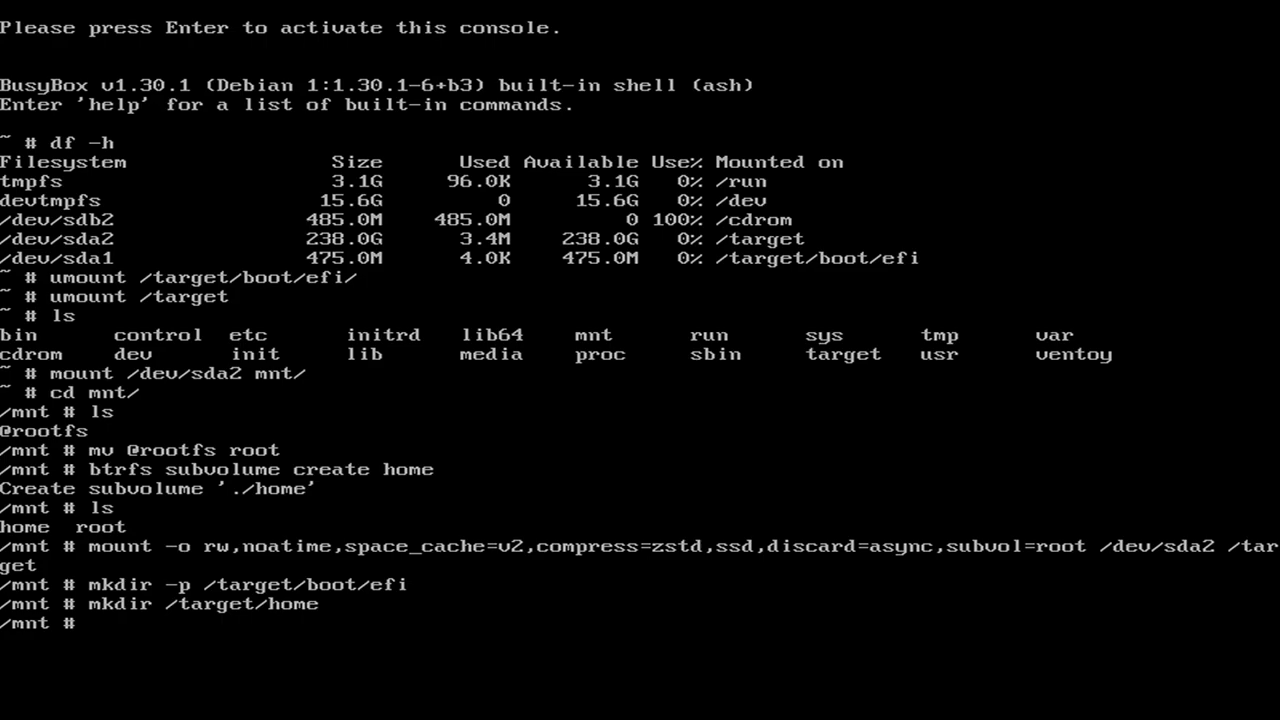 Please press Enter to activate this console.
BusyBox v1.30.1 (Debian 1:1.30.1-6+b3) built-in shell (ash)
Enter 'help' for a list of built-in commands.
~ # df -h
Filesystem                Size      Used Available Use% Mounted on
tmpfs                     3.1G     96.0K      3.1G   0% /run
devtmpfs                 15.6G         0     15.6G   0% /dev
/dev/sdb2               485.0M    485.0M         0 100% /cdrom
/dev/sda2               238.0G      3.4M    238.0G   0% /target
/dev/sda1               475.0M      4.0K    475.0M   0% /target/boot/efi
~ # umount /target/boot/efi/
~ # umount /target
~ # ls
bin      control  etc      initrd   lib64    mnt      run      sys      tmp      var
cdrom    dev      init     lib      media    proc     sbin     target   usr      ventoy
~ # mount /dev/sda2 mnt/
~ # cd mnt/
/mnt # ls
@rootfs
/mnt # mv @rootfs root
/mnt # btrfs subvolume create home
Create subvolume './home'
/mnt # ls
home  root
/mnt # mount -o rw,noatime,space_cache=v2,compress=zstd,ssd,discard=async,subvol=root /dev/sda2 /tar
get
/mnt # mkdir -p /target/boot/efi
/mnt # mkdir /target/home
/mnt #